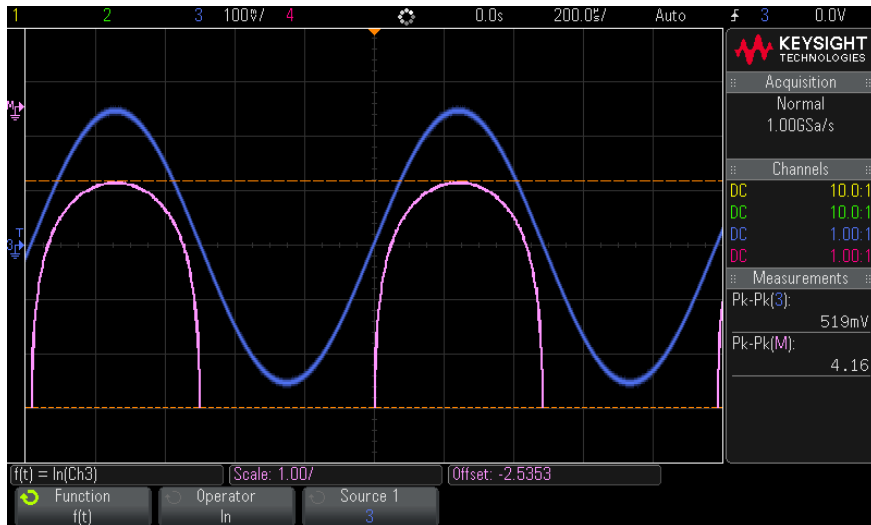 1 2 3 100mV/ 4 0.0s 200.0µs/ Auto 3 0.0V
KEYSIGHT
TECHNOLOGIES
Acquisition
Normal
1.00GSa/s
Channels
DC 10.0:1
DC 10.0:1
DC 1.00:1
DC 1.00:1
Measurements
Pk-Pk(3):
519mV
Pk-Pk(M):
4.16
M
T
3
f(t) = ln(Ch3) Scale: 1.00/ Offset: -2.5353
Function Operator Source 1
f(t) ln 3